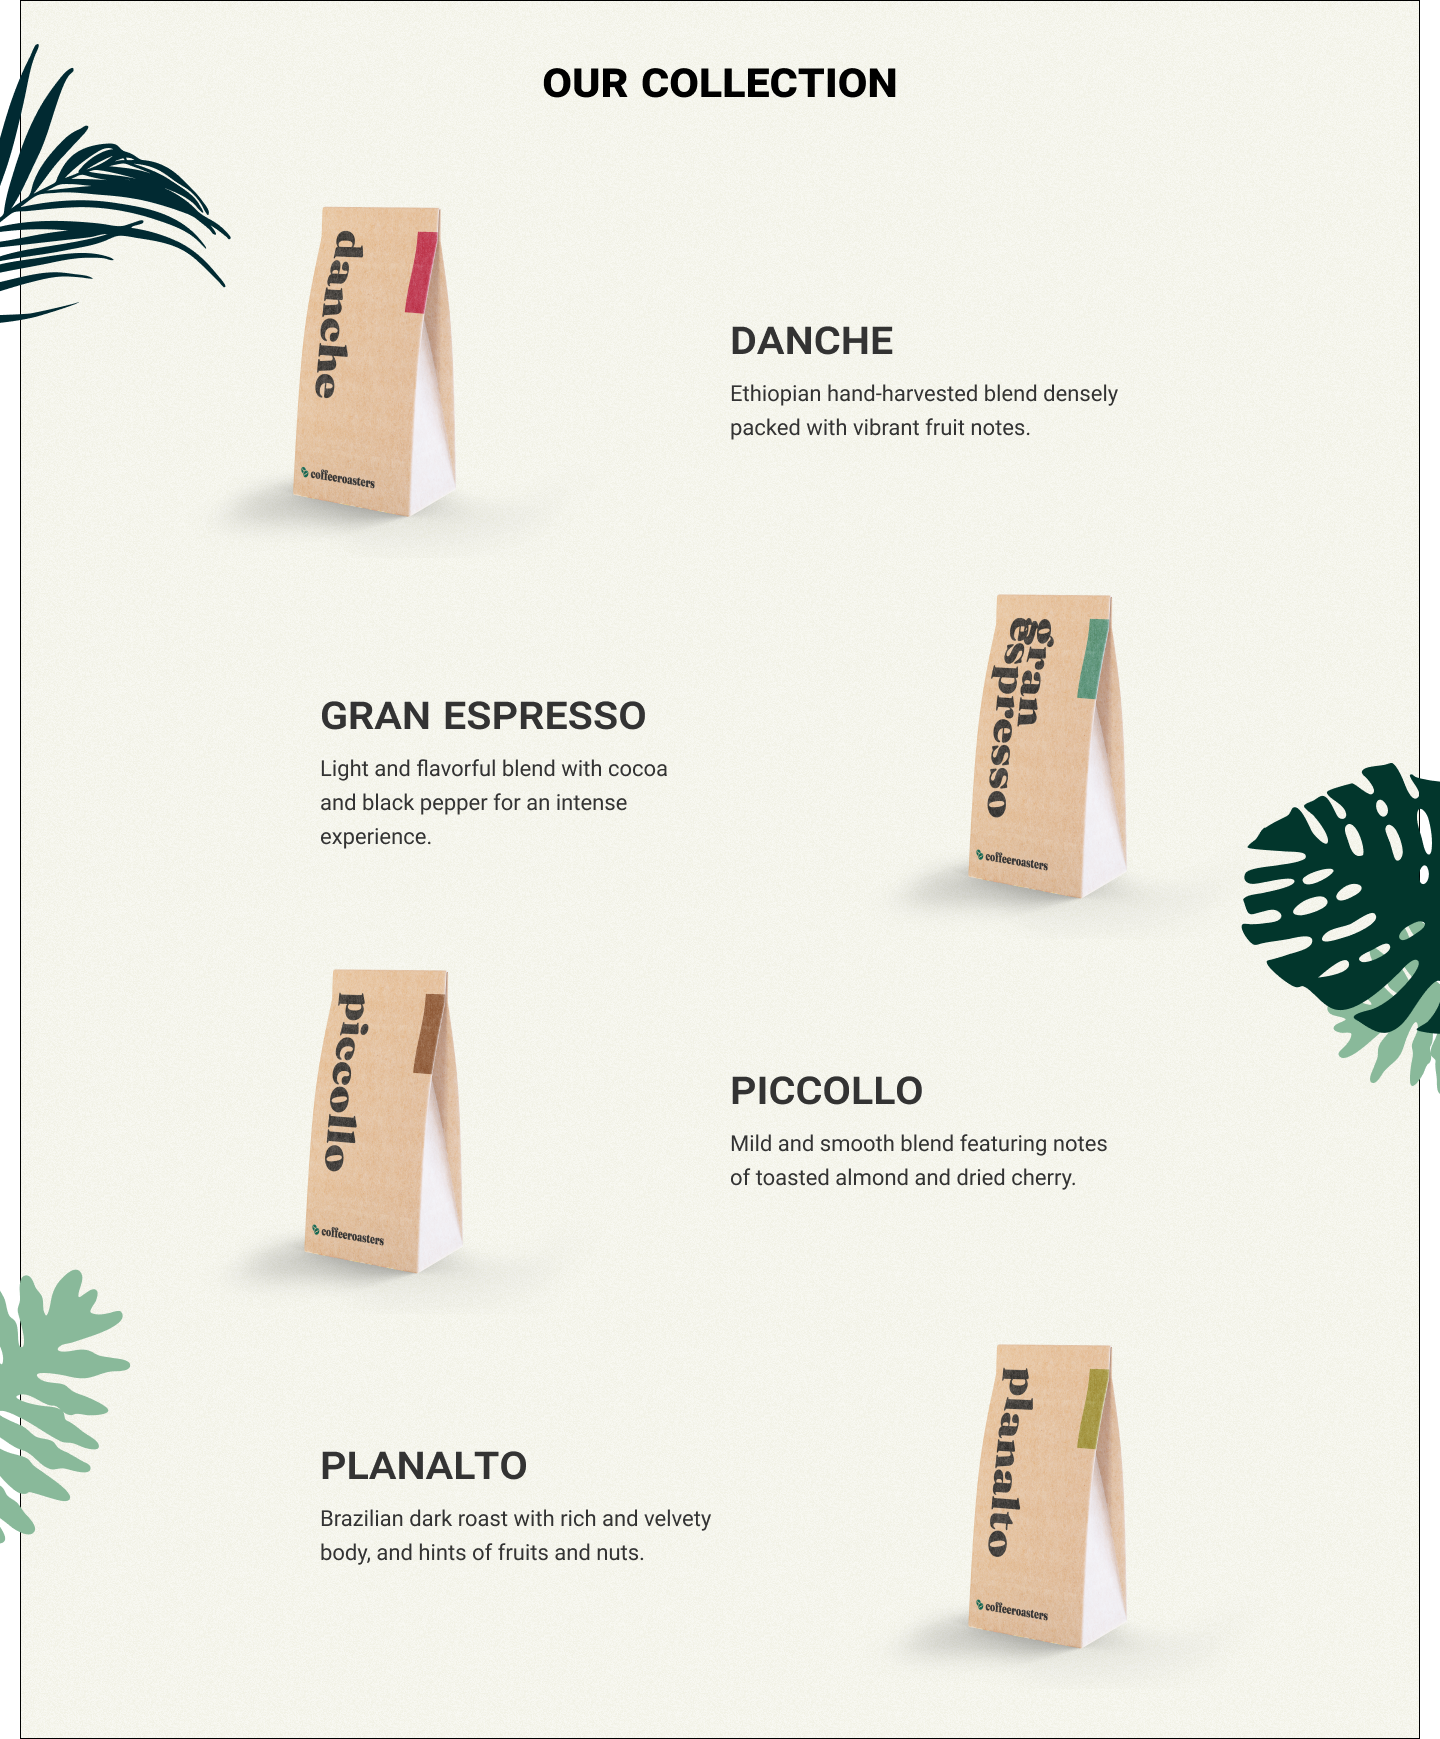 OUR COLLECTION
danche
coffeeroasters
DANCHE
Ethiopian hand-harvested blend densely
packed with vibrant fruit notes.
GRAN ESPRESSO
Light and flavorful blend with cocoa
and black pepper for an intense
experience.
gran
espresso
coffeeroasters
piccollo
coffeeroasters
PICCOLLO
Mild and smooth blend featuring notes
of toasted almond and dried cherry.
PLANALTO
Brazilian dark roast with rich and velvety
body, and hints of fruits and nuts.
planalto
coffeeroasters